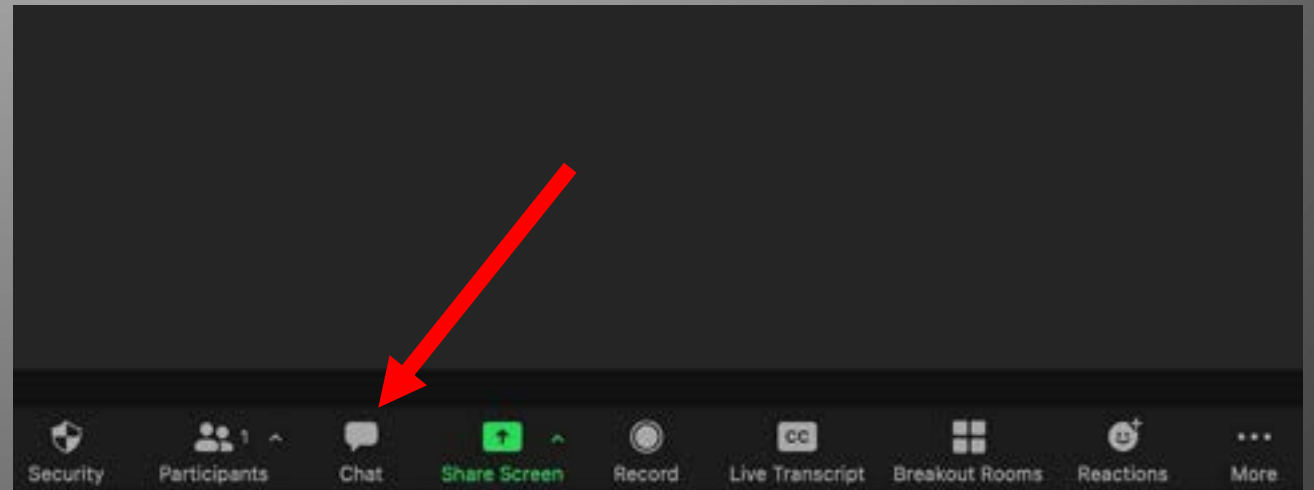 1
CC
Security Participants Chat Share Screen Record Live Transcript Breakout Rooms Reactions More